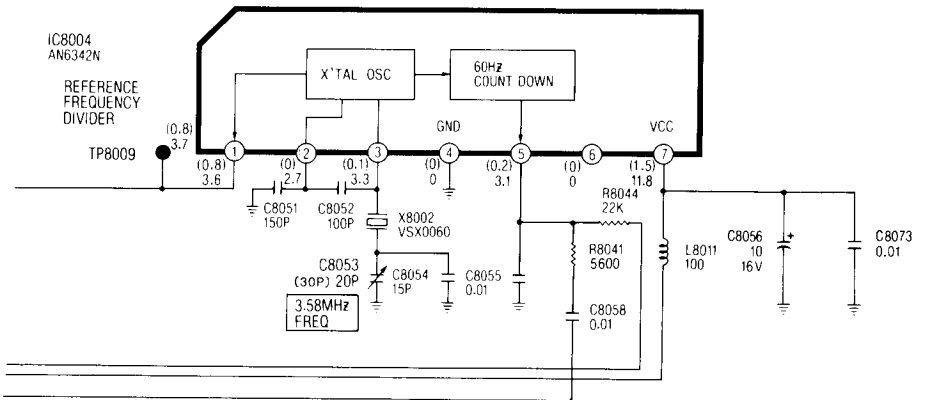 IC8004
AN6342N
REFERENCE
FREQUENCY
DIVIDER
X'TAL OSC
60Hz
COUNT DOWN
GND
VCC
TP8009
(0.8)
3.7
1
2
3
4
5
6
7
(0.8)
3.6
(0)
2.7
(0.1)
3.3
(0)
0
(0.2)
3.1
(0)
0
(1.5)
11.8
C8051
150P
C8052
100P
X8002
VSX0060
C8053
(30P) 20P
3.58MHz
FREQ
C8054
15P
C8055
0.01
R8044
22K
R8041
5600
C8058
0.01
L8011
100
C8056
10
16V
+
C8073
0.01